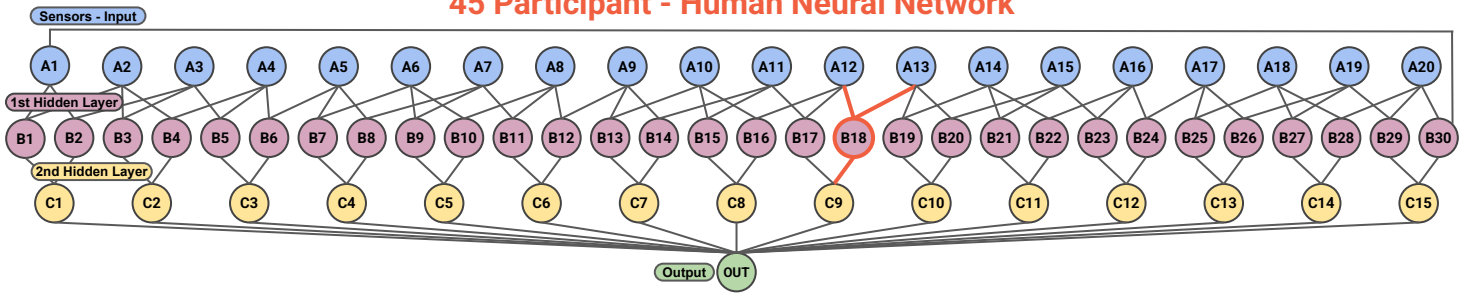 45 Participant - Human Neural Network
Sensors - Input
A1 A2 A3 A4 A5 A6 A7 A8 A9 A10 A11 A12 A13 A14 A15 A16 A17 A18 A19 A20
1st Hidden Layer
B1 B2 B3 B4 B5 B6 B7 B8 B9 B10 B11 B12 B13 B14 B15 B16 B17 B18 B19 B20 B21 B22 B23 B24 B25 B26 B27 B28 B29 B30
2nd Hidden Layer
C1 C2 C3 C4 C5 C6 C7 C8 C9 C10 C11 C12 C13 C14 C15
Output OUT